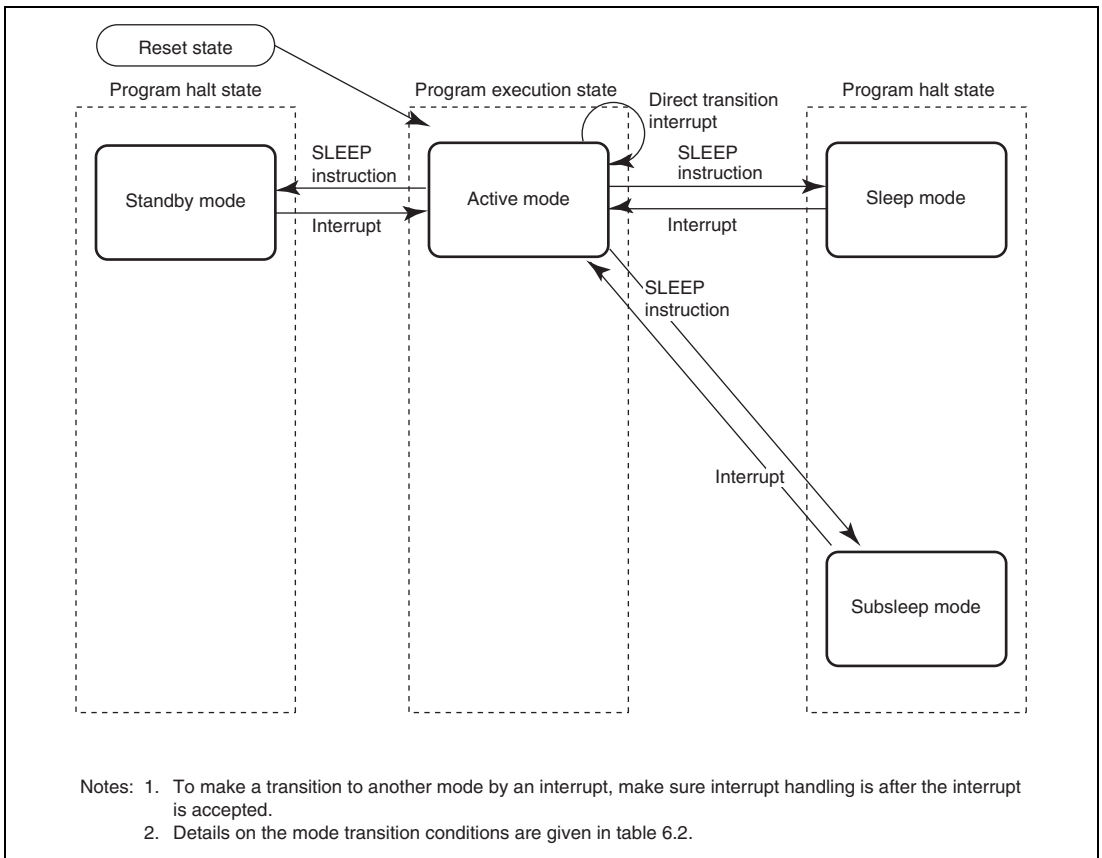 Reset state
Program halt state
Program execution state
Program halt state
Direct transition
interrupt
SLEEP
instruction
SLEEP
instruction
Standby mode
Active mode
Sleep mode
Interrupt
Interrupt
SLEEP
instruction
Interrupt
Subsleep mode
Notes: 1. To make a transition to another mode by an interrupt, make sure interrupt handling is after the interrupt
is accepted.
2. Details on the mode transition conditions are given in table 6.2.